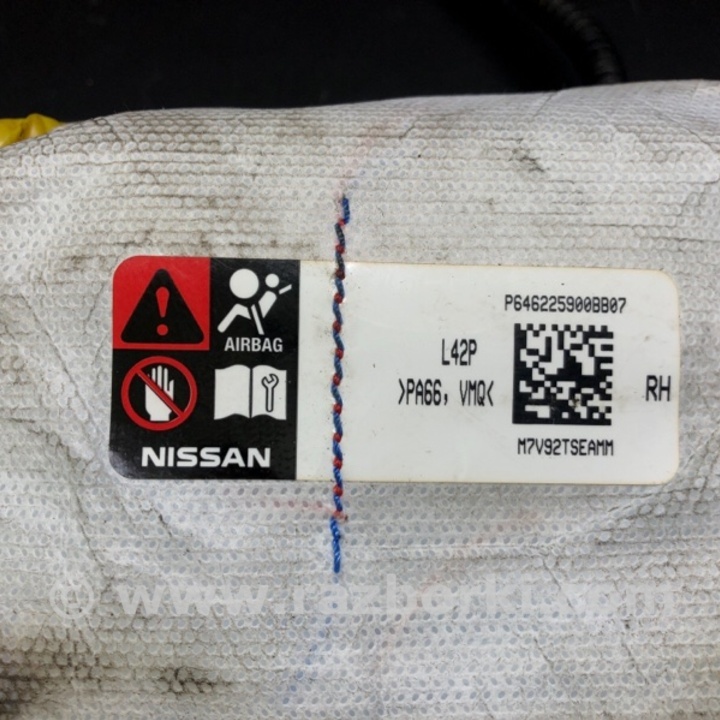 P646225900BB07
AIRBAG
L42P
>PA66, VMQ<
RH
NISSAN
M7V92TSEAMM
© www.razborki.com